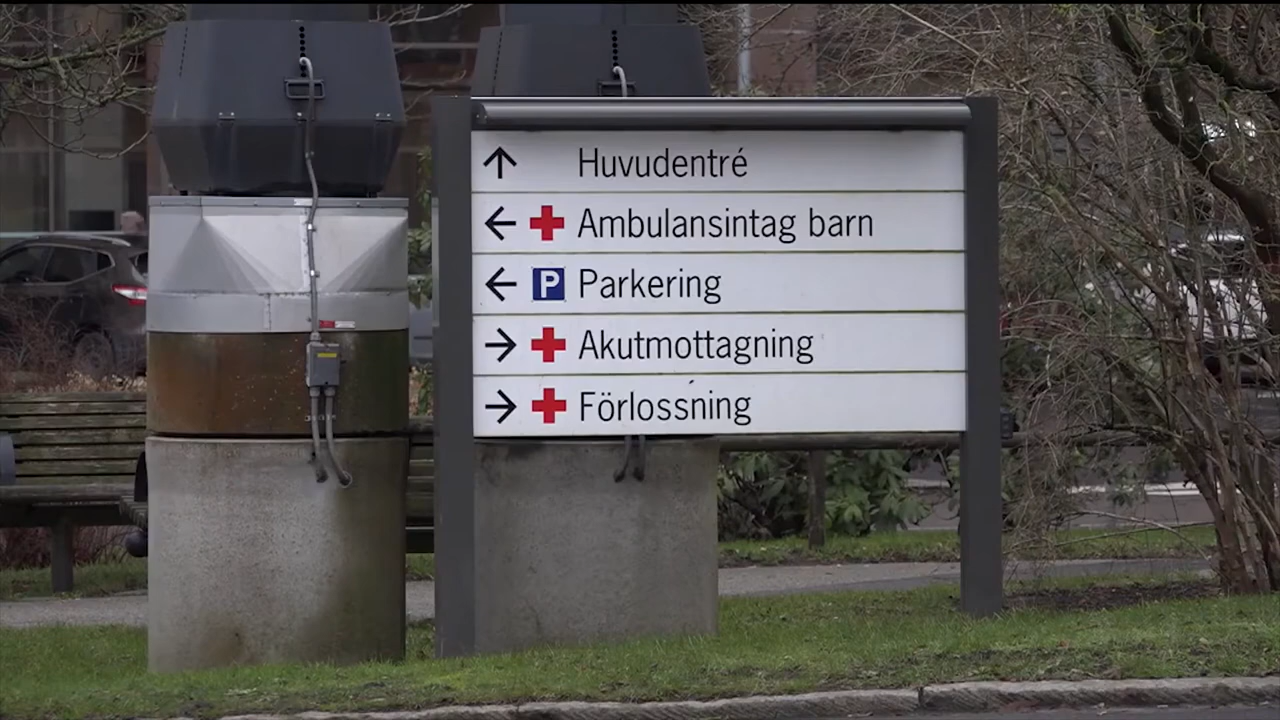 Huvudentré
Ambulansintag barn
P Parkering
Akutmottagning
Förlossning